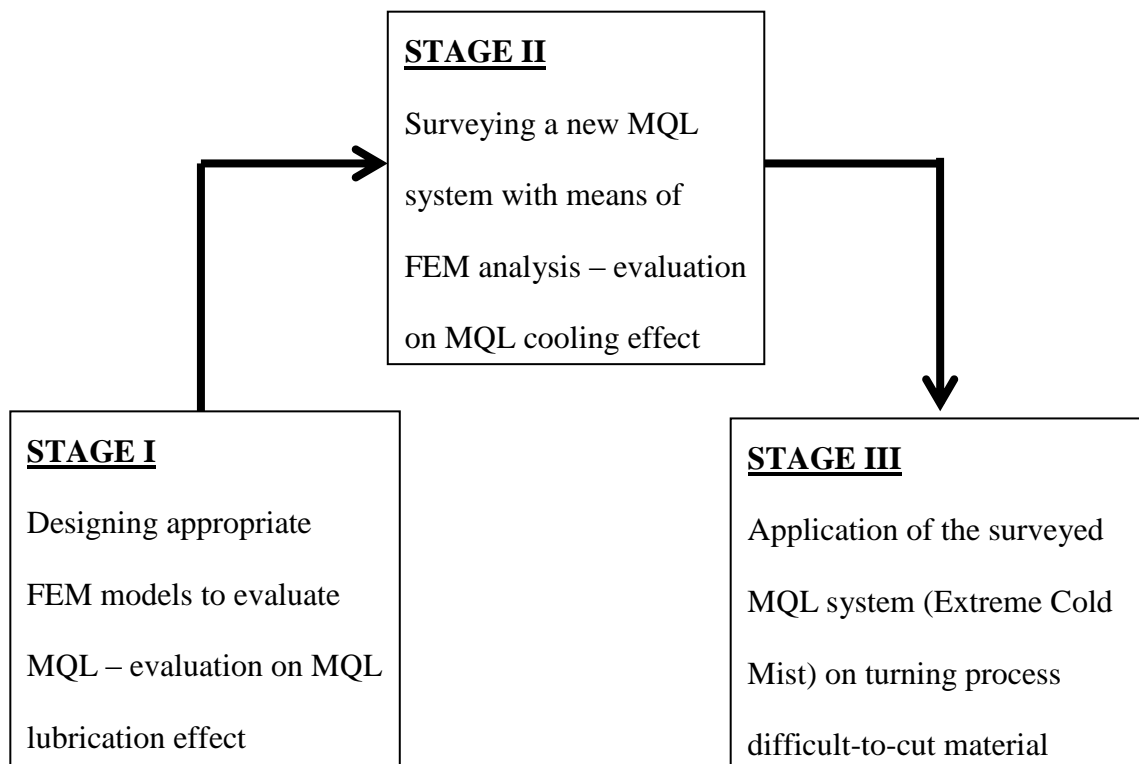 STAGE II
Surveying a new MQL
system with means of
FEM analysis – evaluation
on MQL cooling effect
STAGE I
Designing appropriate
FEM models to evaluate
MQL – evaluation on MQL
lubrication effect
STAGE III
Application of the surveyed
MQL system (Extreme Cold
Mist) on turning process
difficult-to-cut material